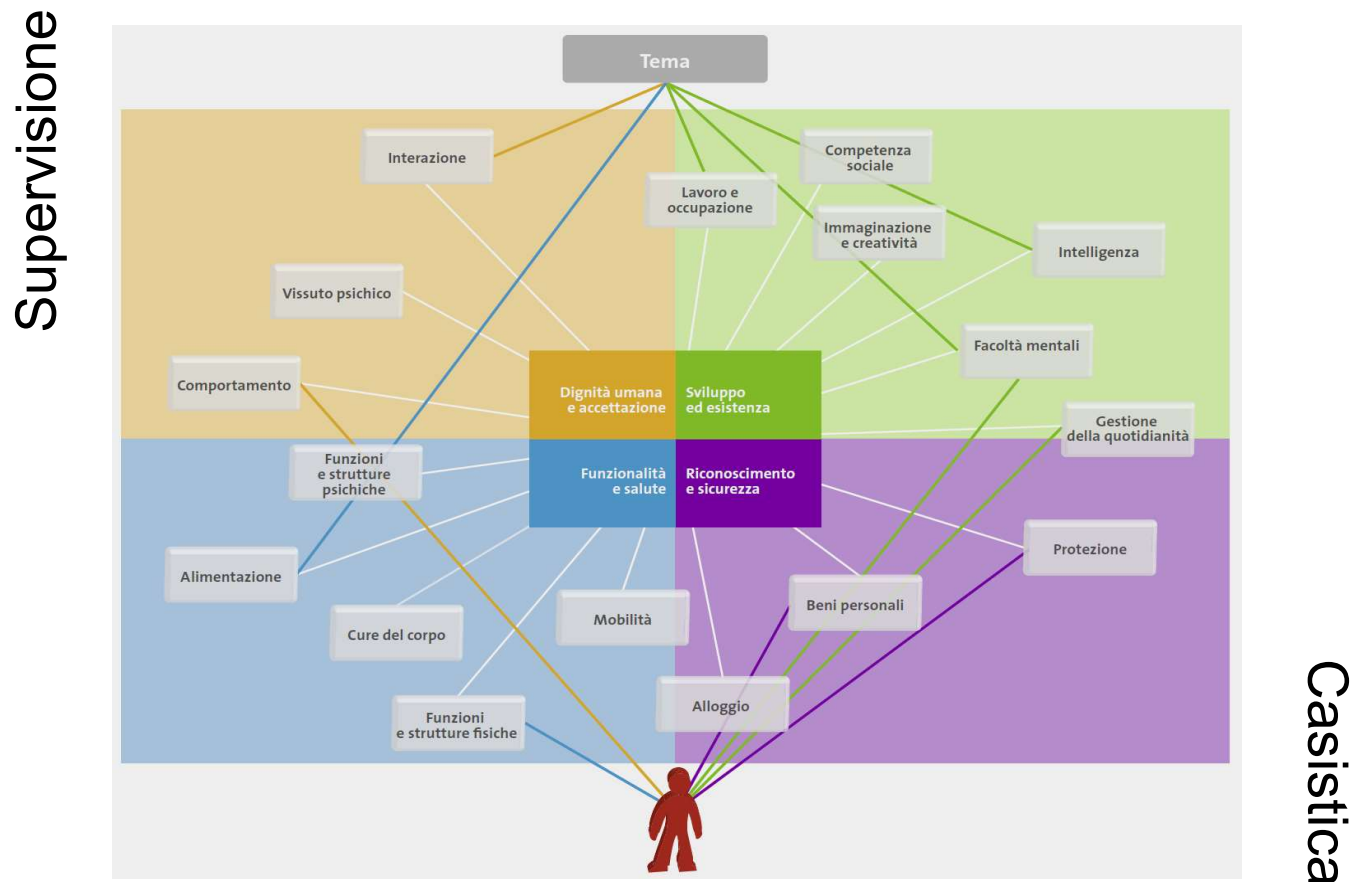 Supervisione
Tema
Interazione
Competenza
sociale
Lavoro e
occupazione
Immaginazione
e creatività
Intelligenza
Vissuto psichico
Facoltà mentali
Comportamento
Dignità umana
e accettazione
Sviluppo
ed esistenza
Gestione
della quotidianità
Funzioni
e strutture
psichiche
Funzionalità
e salute
Riconoscimento
e sicurezza
Protezione
Alimentazione
Beni personali
Mobilità
Cure del corpo
Alloggio
Funzioni
e strutture fisiche
Casistica